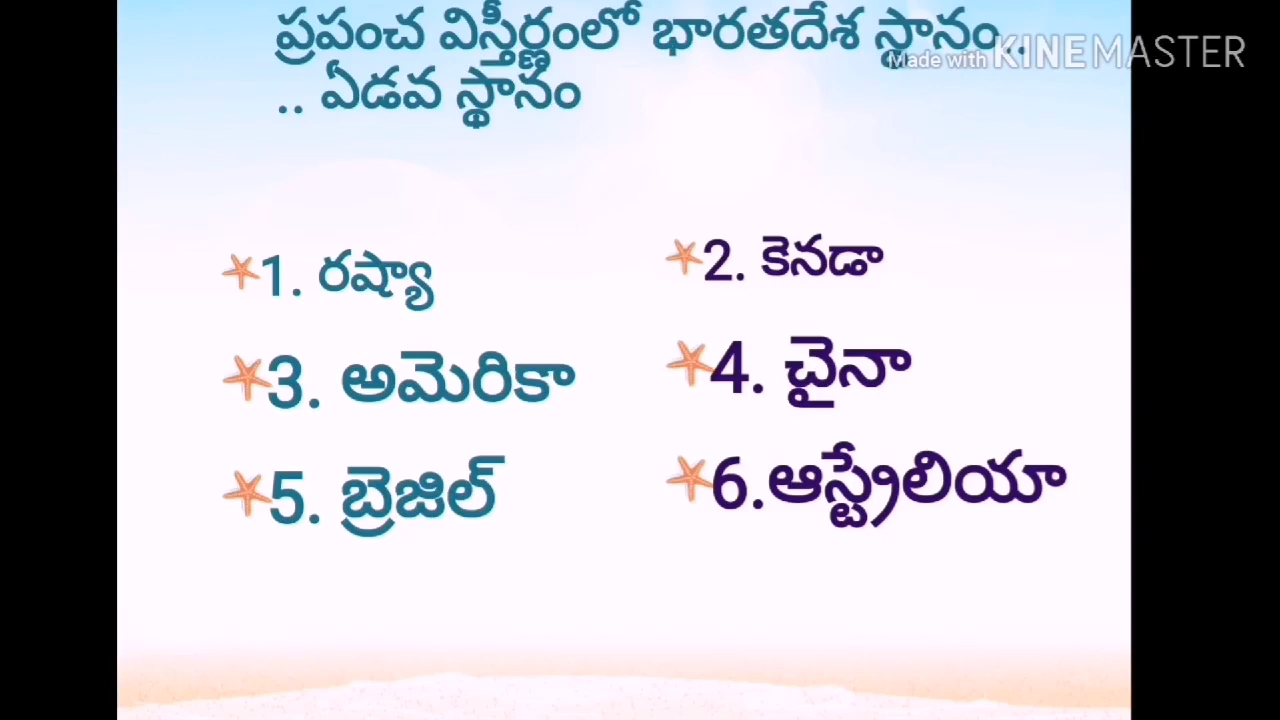 ప్రపంచ విస్తీర్ణంలో భారతదేశ స్థానం..
.. ఏడవ స్థానం
Made with KINEMASTER
1. రష్యా
2. కెనడా
3. అమెరికా
4. చైనా
5. బ్రెజిల్
6.ఆస్ట్రేలియా